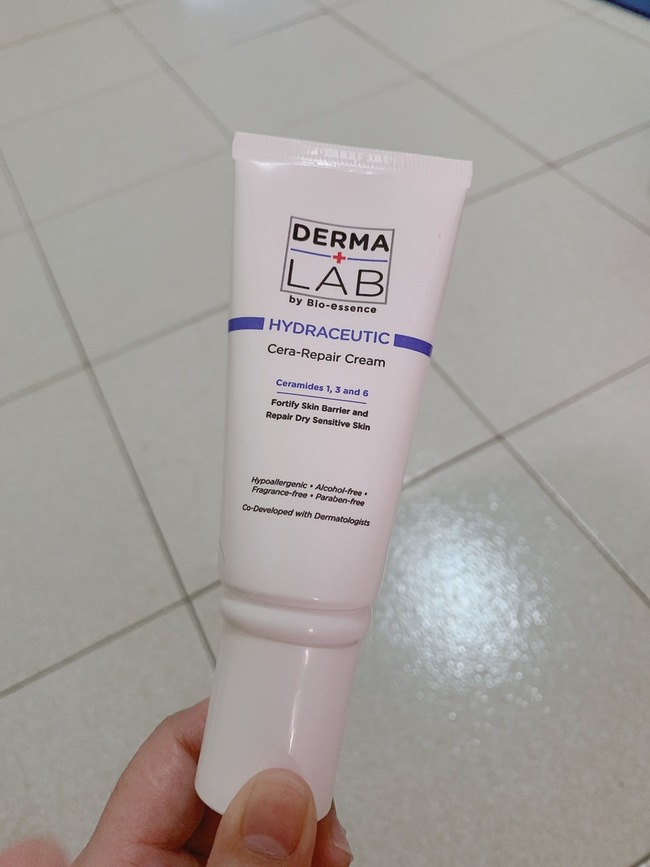 DERMA
LAB
by Bio-essence
HYDRACEUTIC
Cera-Repair Cream
Ceramides 1, 3 and 6
Fortify Skin Barrier and
Repair Dry Sensitive Skin
Hypoallergenic • Alcohol-free •
Fragrance-free • Paraben-free
Co-Developed with Dermatologists